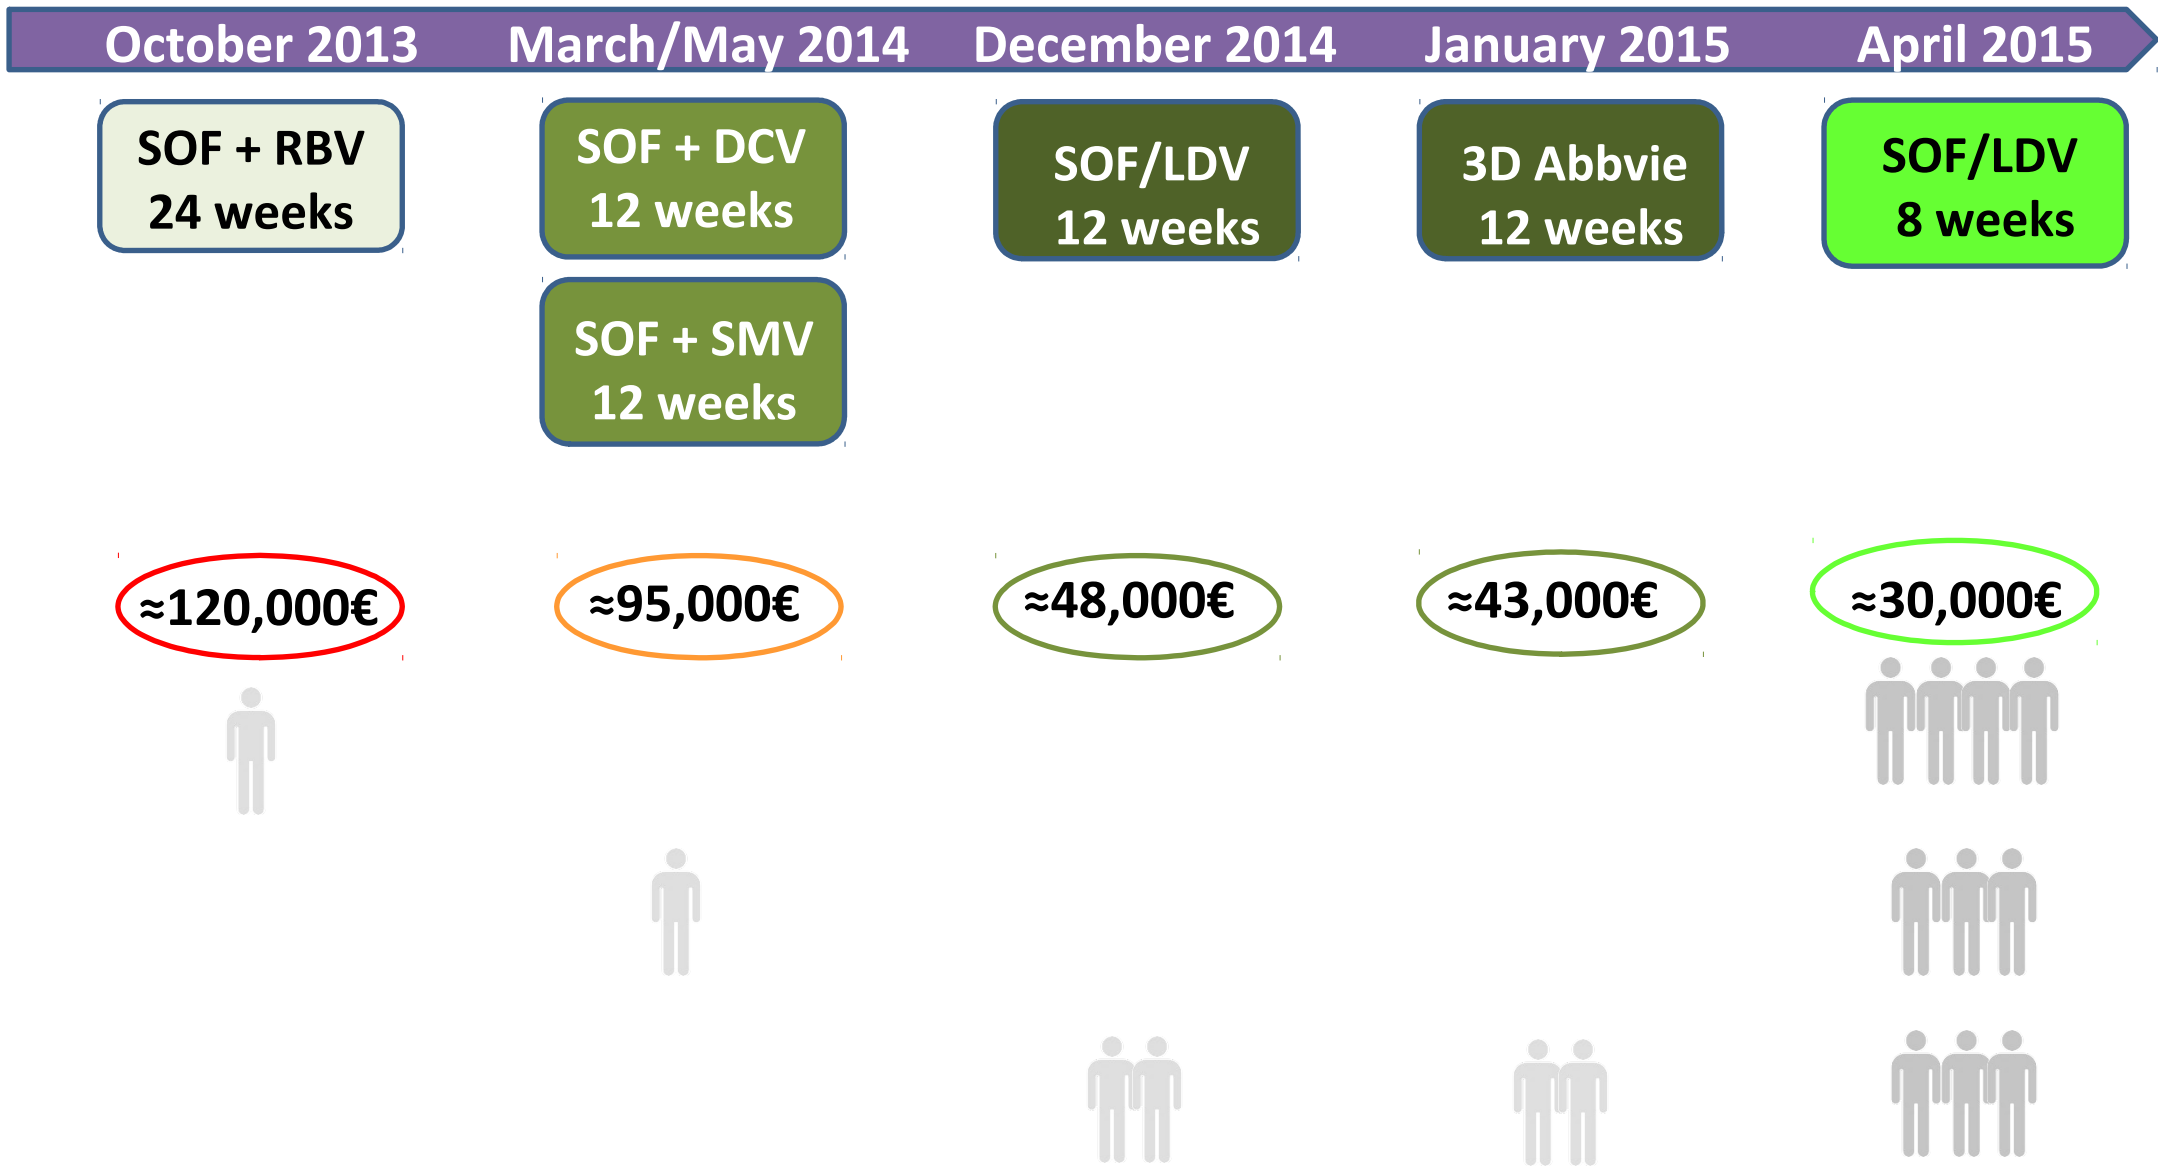 October 2013
March/May 2014
December 2014
January 2015
April 2015
SOF + RBV
24 weeks
SOF + DCV
12 weeks
SOF/LDV
12 weeks
3D Abbvie
12 weeks
SOF/LDV
8 weeks
SOF + SMV
12 weeks
≈120,000€
≈95,000€
≈48,000€
≈43,000€
≈30,000€